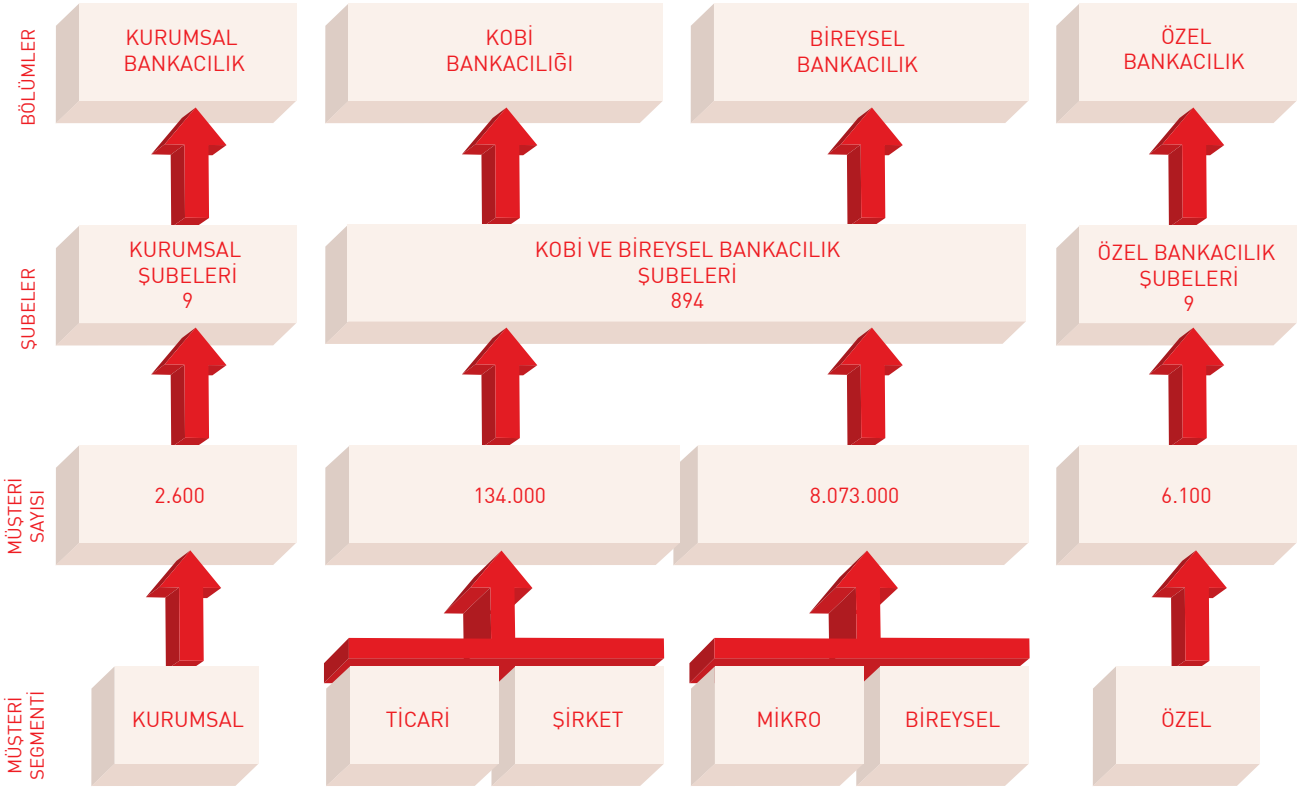 BÖLÜMLER
KURUMSAL
BANKACILIK
KOBİ
BANKACILIĞI
BİREYSEL
BANKACILIK
ÖZEL
BANKACILIK
ŞUBELER
KURUMSAL
ŞUBELERİ
9
KOBİ VE BİREYSEL BANKACILIK
ŞUBELERİ
894
ÖZEL BANKACILIK
ŞUBELERİ
9
MÜŞTERİ
SAYISI
2.600
134.000
8.073.000
6.100
MÜŞTERİ
SEGMENTİ
KURUMSAL
TİCARİ
ŞİRKET
MİKRO
BİREYSEL
ÖZEL